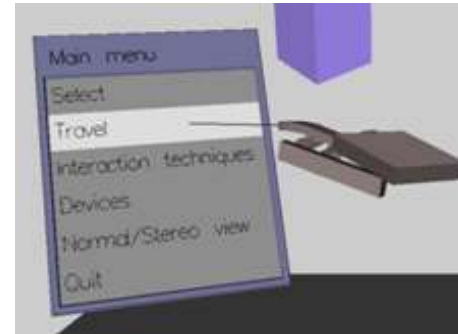 Main menu
Select
Travel
Interaction techniques
Devices
Normal/Stereo view
Quit